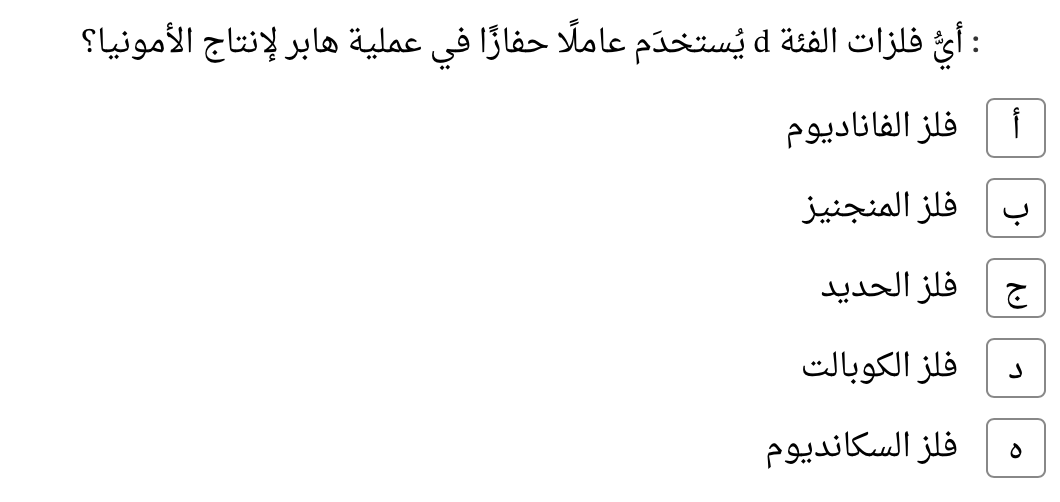 : أيُّ فلزات الفئة d يُستخدَم عاملًا حفازًا في عملية هابر لإنتاج الأمونيا؟
أ فلز الفاناديوم
ب فلز المنجنيز
ج فلز الحديد
د فلز الكوبالت
ه فلز السكانديوم